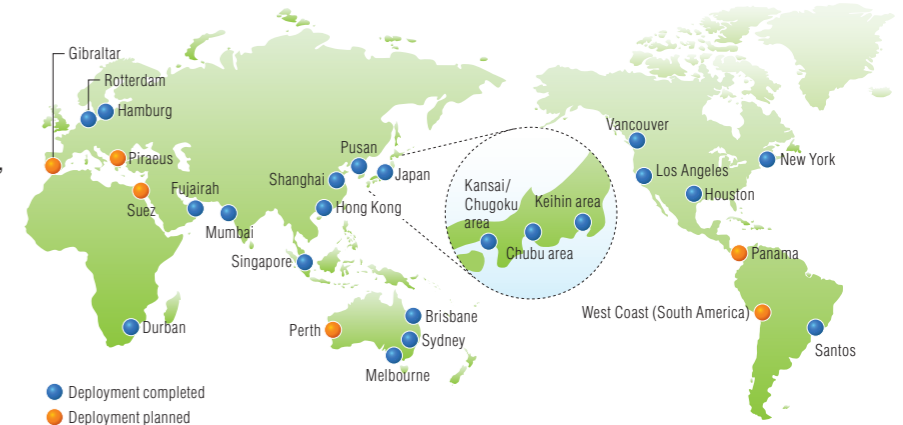 Gibraltar
Rotterdam
Hamburg
Piraeus
Suez
Fujairah
Mumbai
Shanghai
Pusan
Japan
Hong Kong
Singapore
Durban
Perth
Brisbane
Sydney
Melbourne
Kansai/
Chugoku
area
Keihin area
Chubu area
Vancouver
Los Angeles
New York
Houston
Panama
West Coast (South America)
Santos
Deployment completed
Deployment planned